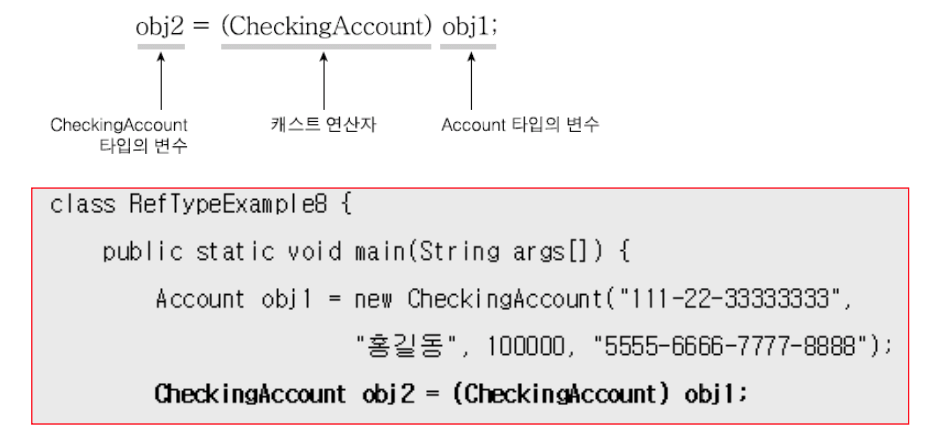 obj2 = (CheckingAccount) obj1;
CheckingAccount
타입의 변수
캐스트 연산자
Account 타입의 변수
class RefTypeExample8 {
public static void main(String args[]) {
Account obj1 = new CheckingAccount("111-22-33333333",
"홍길동", 100000, "5555-6666-7777-8888");
CheckingAccount obj2 = (CheckingAccount) obj1;